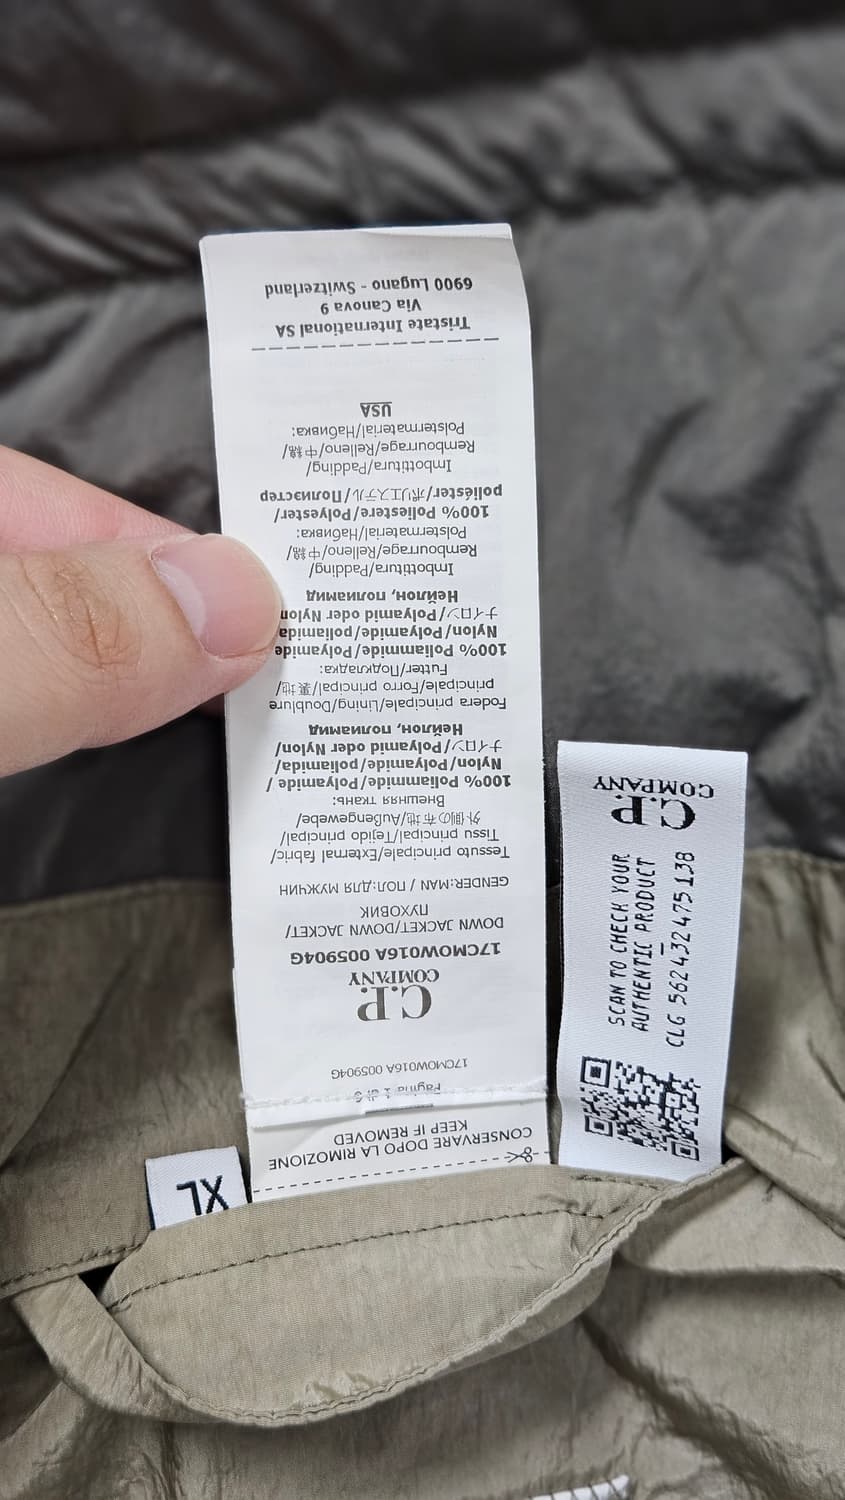 XL
CONSERVARE DOPO LA RIMOZIONE
KEEP IF REMOVED
Pagina 1 di
17CMOW016A 005904G
C.P.
COMPANY
17CMOW016A 005904G
DOWN JACKET/DOWN JACKET/
ПУХОВИК
GENDER:MAN / ПОЛ:ДЛЯ МУЖЧИН
Tessuto principale/External fabric/
Tissu principal/Tejido principal/
外側の布地/Außengewebe/
Внешняя ткань:
100% Poliammide/Polyamide /
Nylon/Polyamide/poliamida/
ナイロン/Polyamid oder Nylon/
Нейлон, полиамид
Fodera principale/Lining/Doublure
principale/Forro principal/裏地/
Futter/Подкладка:
100% Poliammide/Polyamide
Nylon/Polyamide/poliamida
ナイロン/Polyamid oder Nylon
Нейлон, полиамид
Imbottitura/Padding/
Rembourrage/Relleno/中綿/
Polstermaterial/Набивка:
100% Poliestere/Polyester/
poliéster/ポリエステル/Полиэстер
Imbottitura/Padding/
Rembourrage/Relleno/中綿/
Polstermaterial/Набивка:
USA
Tristate International SA
Via Canova 9
6900 Lugano - Switzerland
C.P.
COMPANY
SCAN TO CHECK YOUR
AUTHENTIC PRODUCT
CLG 562432475138